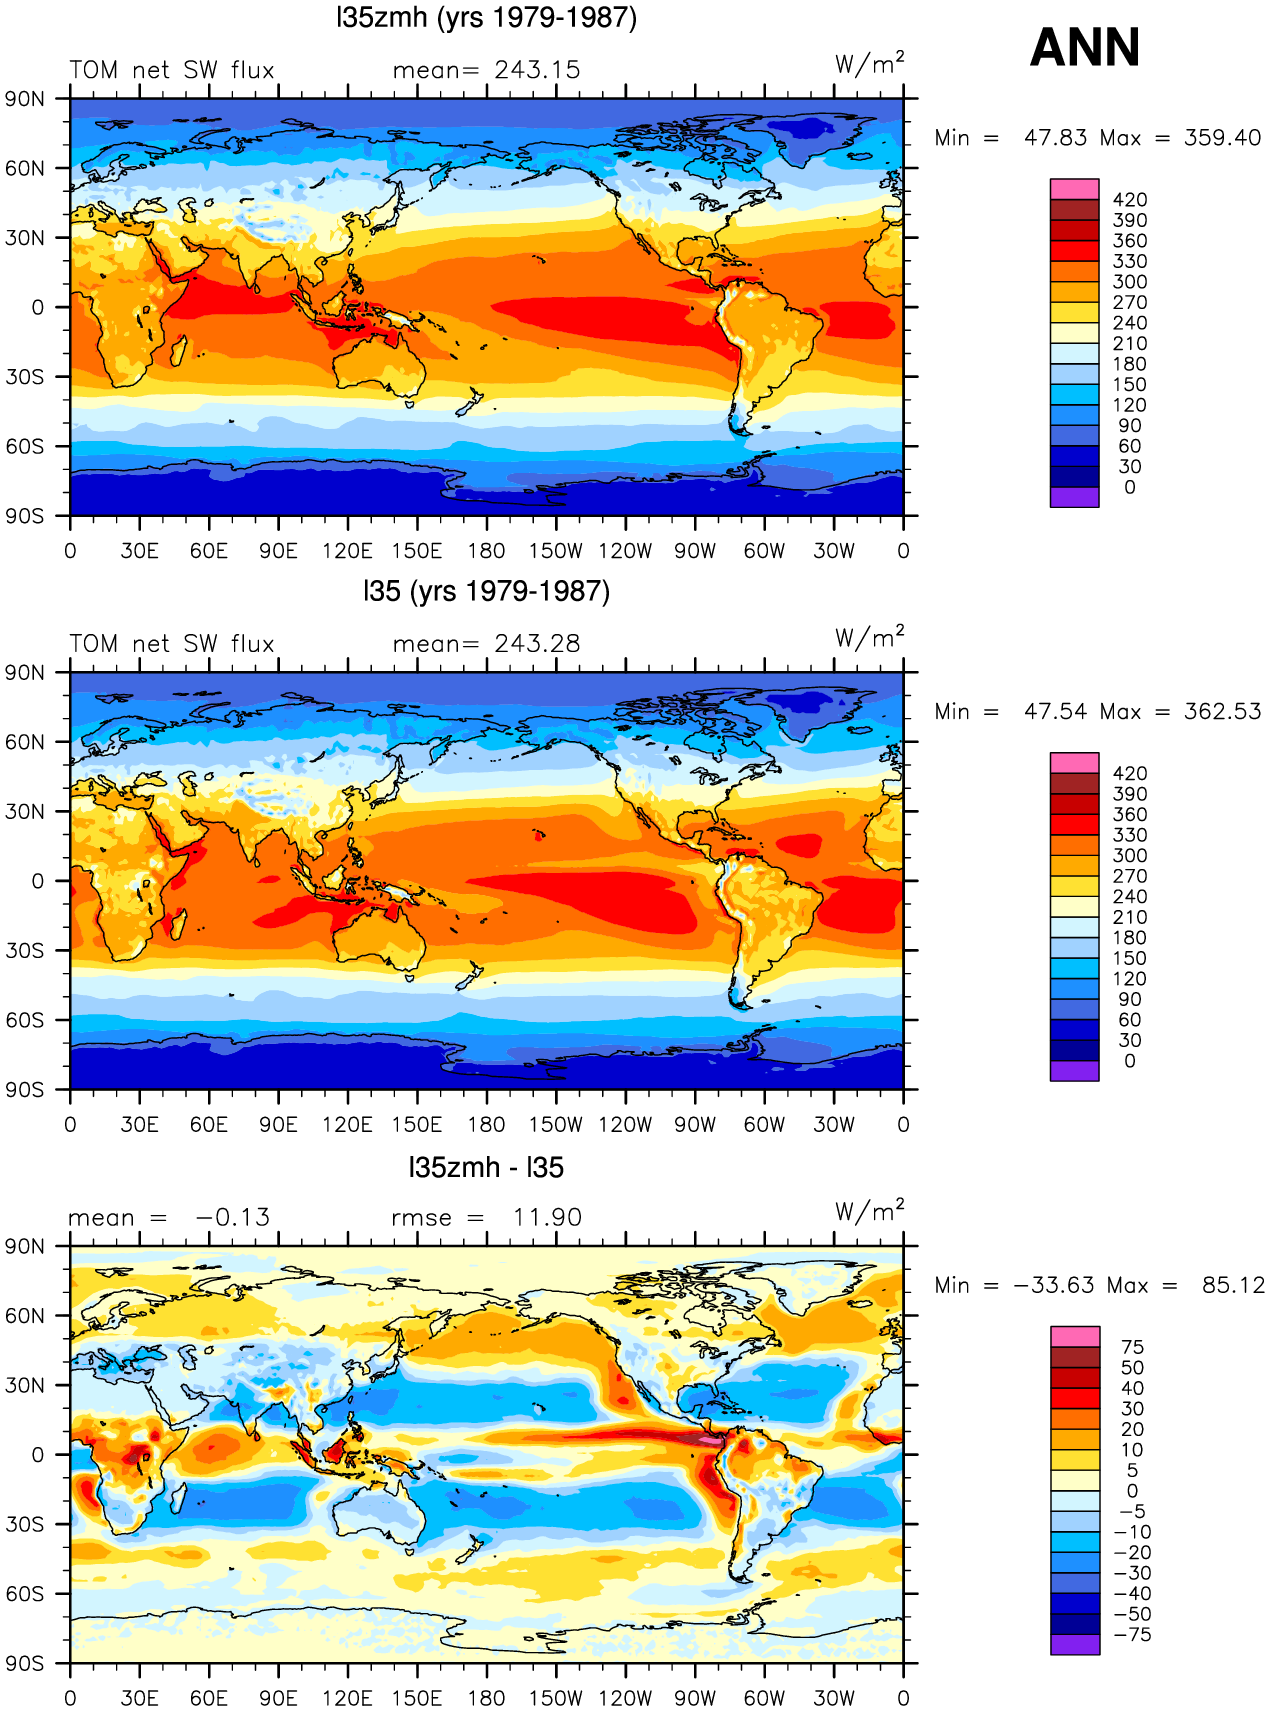 l35zmh (yrs 1979-1987)
ANN
TOM net SW flux mean= 243.15 W/m²
Min = 47.83 Max = 359.40
90N
60N
30N
0
30S
60S
90S
0 30E 60E 90E 120E 150E 180 150W 120W 90W 60W 30W 0
420
390
360
330
300
270
240
210
180
150
120
90
60
30
0
l35 (yrs 1979-1987)
TOM net SW flux mean= 243.28 W/m²
Min = 47.54 Max = 362.53
90N
60N
30N
0
30S
60S
90S
0 30E 60E 90E 120E 150E 180 150W 120W 90W 60W 30W 0
420
390
360
330
300
270
240
210
180
150
120
90
60
30
0
l35zmh - l35
mean = −0.13 rmse = 11.90 W/m²
Min = −33.63 Max = 85.12
90N
60N
30N
0
30S
60S
90S
0 30E 60E 90E 120E 150E 180 150W 120W 90W 60W 30W 0
75
50
40
30
20
10
5
0
−5
−10
−20
−30
−40
−50
−75